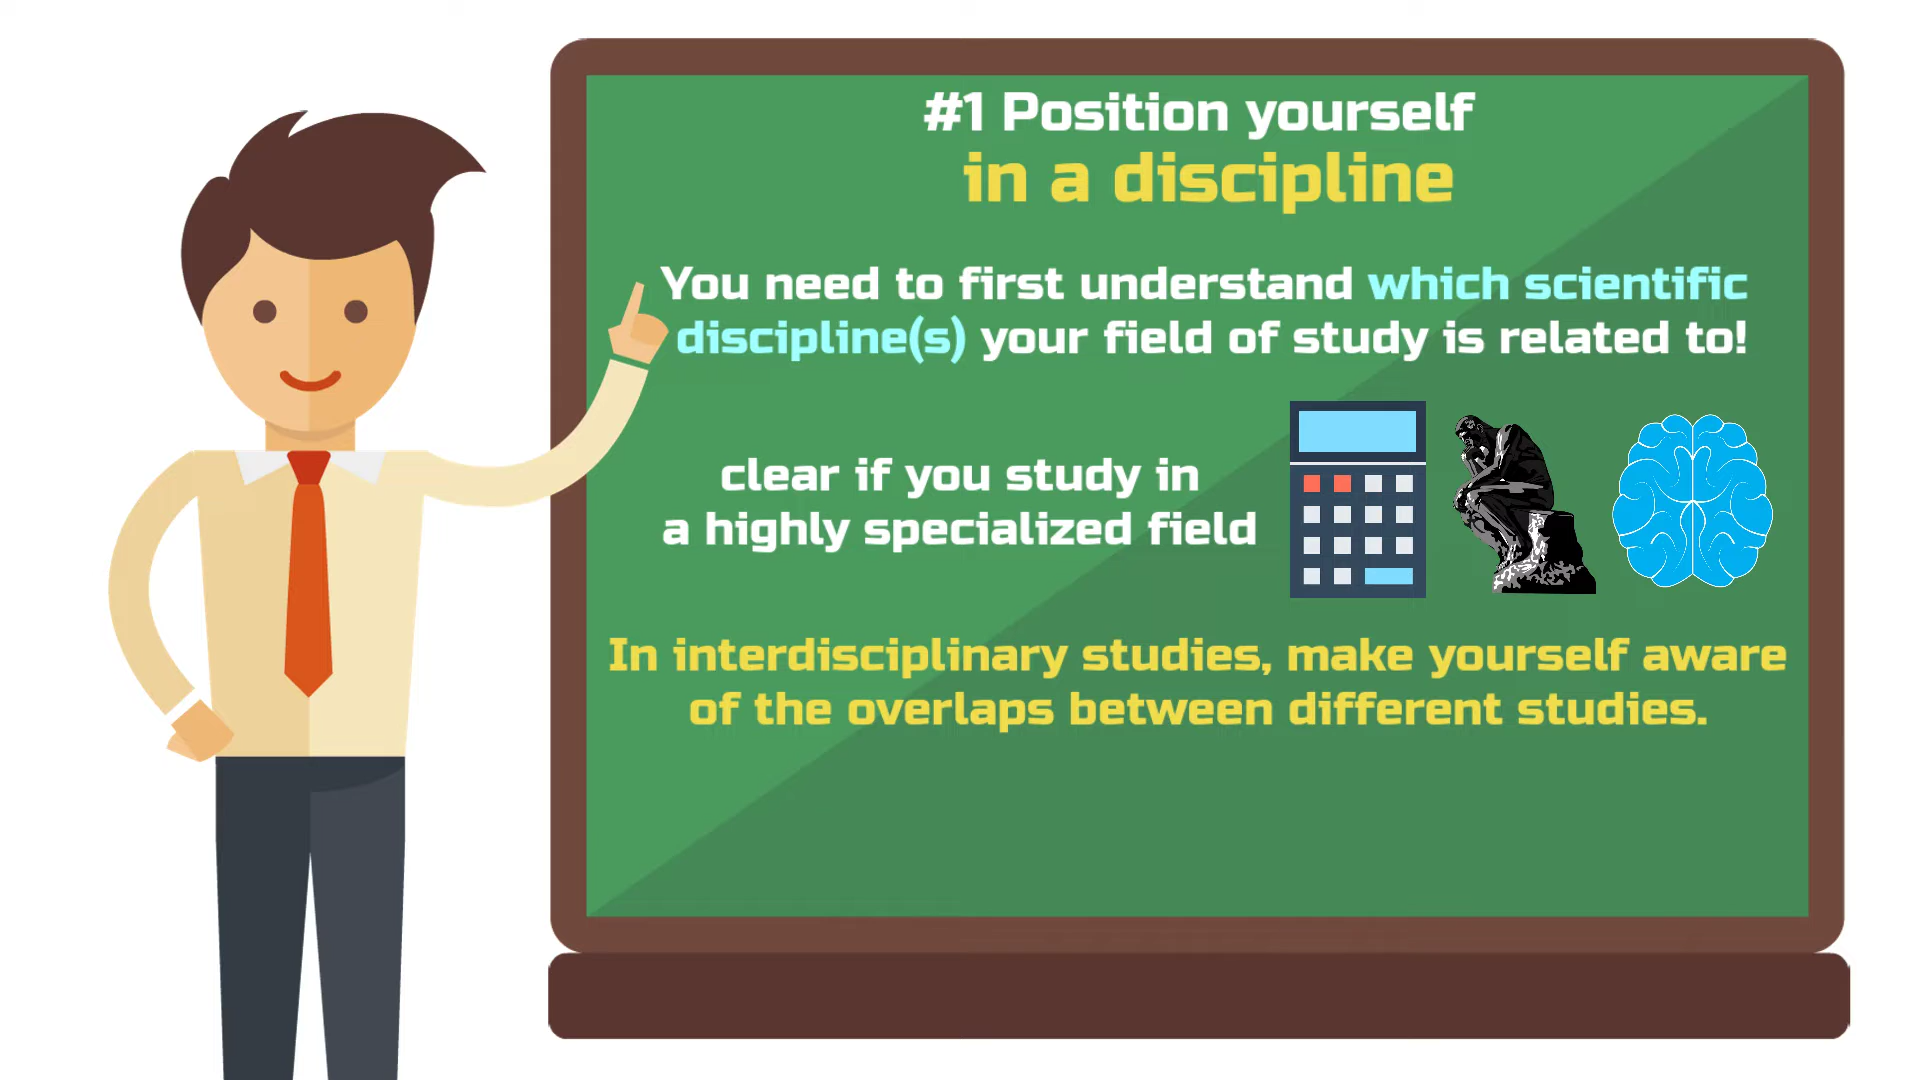 #1 Position yourself
in a discipline
You need to first understand which scientific
discipline(s) your field of study is related to!
clear if you study in
a highly specialized field
In interdisciplinary studies, make yourself aware
of the overlaps between different studies.